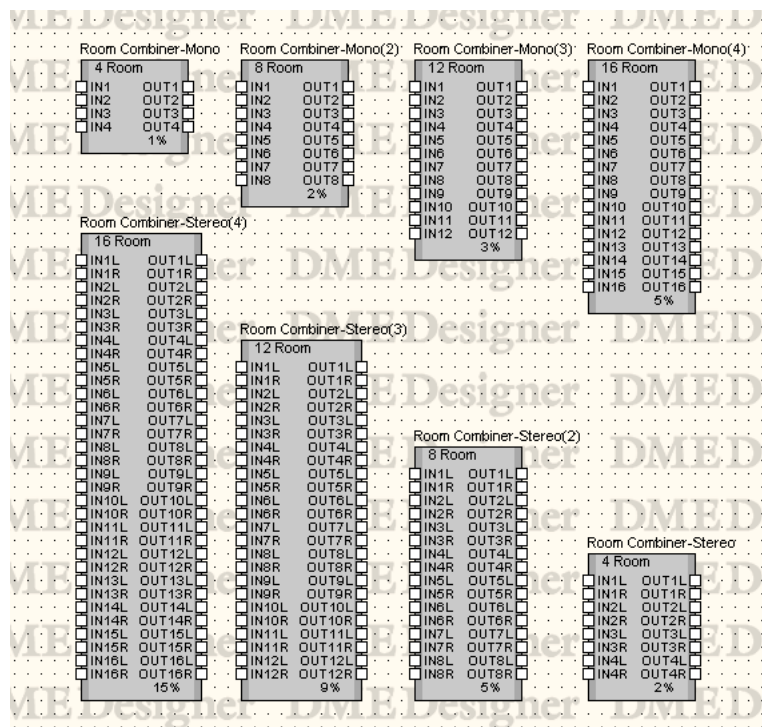 Room Combiner-Mono
4 Room
IN1 OUT1
IN2 OUT2
IN3 OUT3
IN4 OUT4
1%
Room Combiner-Mono(2)
8 Room
IN1 OUT1
IN2 OUT2
IN3 OUT3
IN4 OUT4
IN5 OUT5
IN6 OUT6
IN7 OUT7
IN8 OUT8
2%
Room Combiner-Mono(3)
12 Room
IN1 OUT1
IN2 OUT2
IN3 OUT3
IN4 OUT4
IN5 OUT5
IN6 OUT6
IN7 OUT7
IN8 OUT8
IN9 OUT9
IN10 OUT10
IN11 OUT11
IN12 OUT12
3%
Room Combiner-Mono(4)
16 Room
IN1 OUT1
IN2 OUT2
IN3 OUT3
IN4 OUT4
IN5 OUT5
IN6 OUT6
IN7 OUT7
IN8 OUT8
IN9 OUT9
IN10 OUT10
IN11 OUT11
IN12 OUT12
IN13 OUT13
IN14 OUT14
IN15 OUT15
IN16 OUT16
5%
Room Combiner-Stereo(4)
16 Room
IN1L OUT1L
IN1R OUT1R
IN2L OUT2L
IN2R OUT2R
IN3L OUT3L
IN3R OUT3R
IN4L OUT4L
IN4R OUT4R
IN5L OUT5L
IN5R OUT5R
IN6L OUT6L
IN6R OUT6R
IN7L OUT7L
IN7R OUT7R
IN8L OUT8L
IN8R OUT8R
IN9L OUT9L
IN9R OUT9R
IN10L OUT10L
IN10R OUT10R
IN11L OUT11L
IN11R OUT11R
IN12L OUT12L
IN12R OUT12R
IN13L OUT13L
IN13R OUT13R
IN14L OUT14L
IN14R OUT14R
IN15L OUT15L
IN15R OUT15R
IN16L OUT16L
IN16R OUT16R
15%
Room Combiner-Stereo(3)
12 Room
IN1L OUT1L
IN1R OUT1R
IN2L OUT2L
IN2R OUT2R
IN3L OUT3L
IN3R OUT3R
IN4L OUT4L
IN4R OUT4R
IN5L OUT5L
IN5R OUT5R
IN6L OUT6L
IN6R OUT6R
IN7L OUT7L
IN7R OUT7R
IN8L OUT8L
IN8R OUT8R
IN9L OUT9L
IN9R OUT9R
IN10L OUT10L
IN10R OUT10R
IN11L OUT11L
IN11R OUT11R
IN12L OUT12L
IN12R OUT12R
9%
Room Combiner-Stereo(2)
8 Room
IN1L OUT1L
IN1R OUT1R
IN2L OUT2L
IN2R OUT2R
IN3L OUT3L
IN3R OUT3R
IN4L OUT4L
IN4R OUT4R
IN5L OUT5L
IN5R OUT5R
IN6L OUT6L
IN6R OUT6R
IN7L OUT7L
IN7R OUT7R
IN8L OUT8L
IN8R OUT8R
5%
Room Combiner-Stereo
4 Room
IN1L OUT1L
IN1R OUT1R
IN2L OUT2L
IN2R OUT2R
IN3L OUT3L
IN3R OUT3R
IN4L OUT4L
IN4R OUT4R
2%
DME Designer